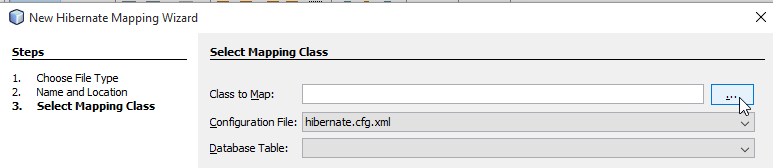 New Hibernate Mapping Wizard
Steps
1. Choose File Type
2. Name and Location
3. Select Mapping Class
Select Mapping Class
Class to Map:
...
Configuration File: hibernate.cfg.xml
Database Table: